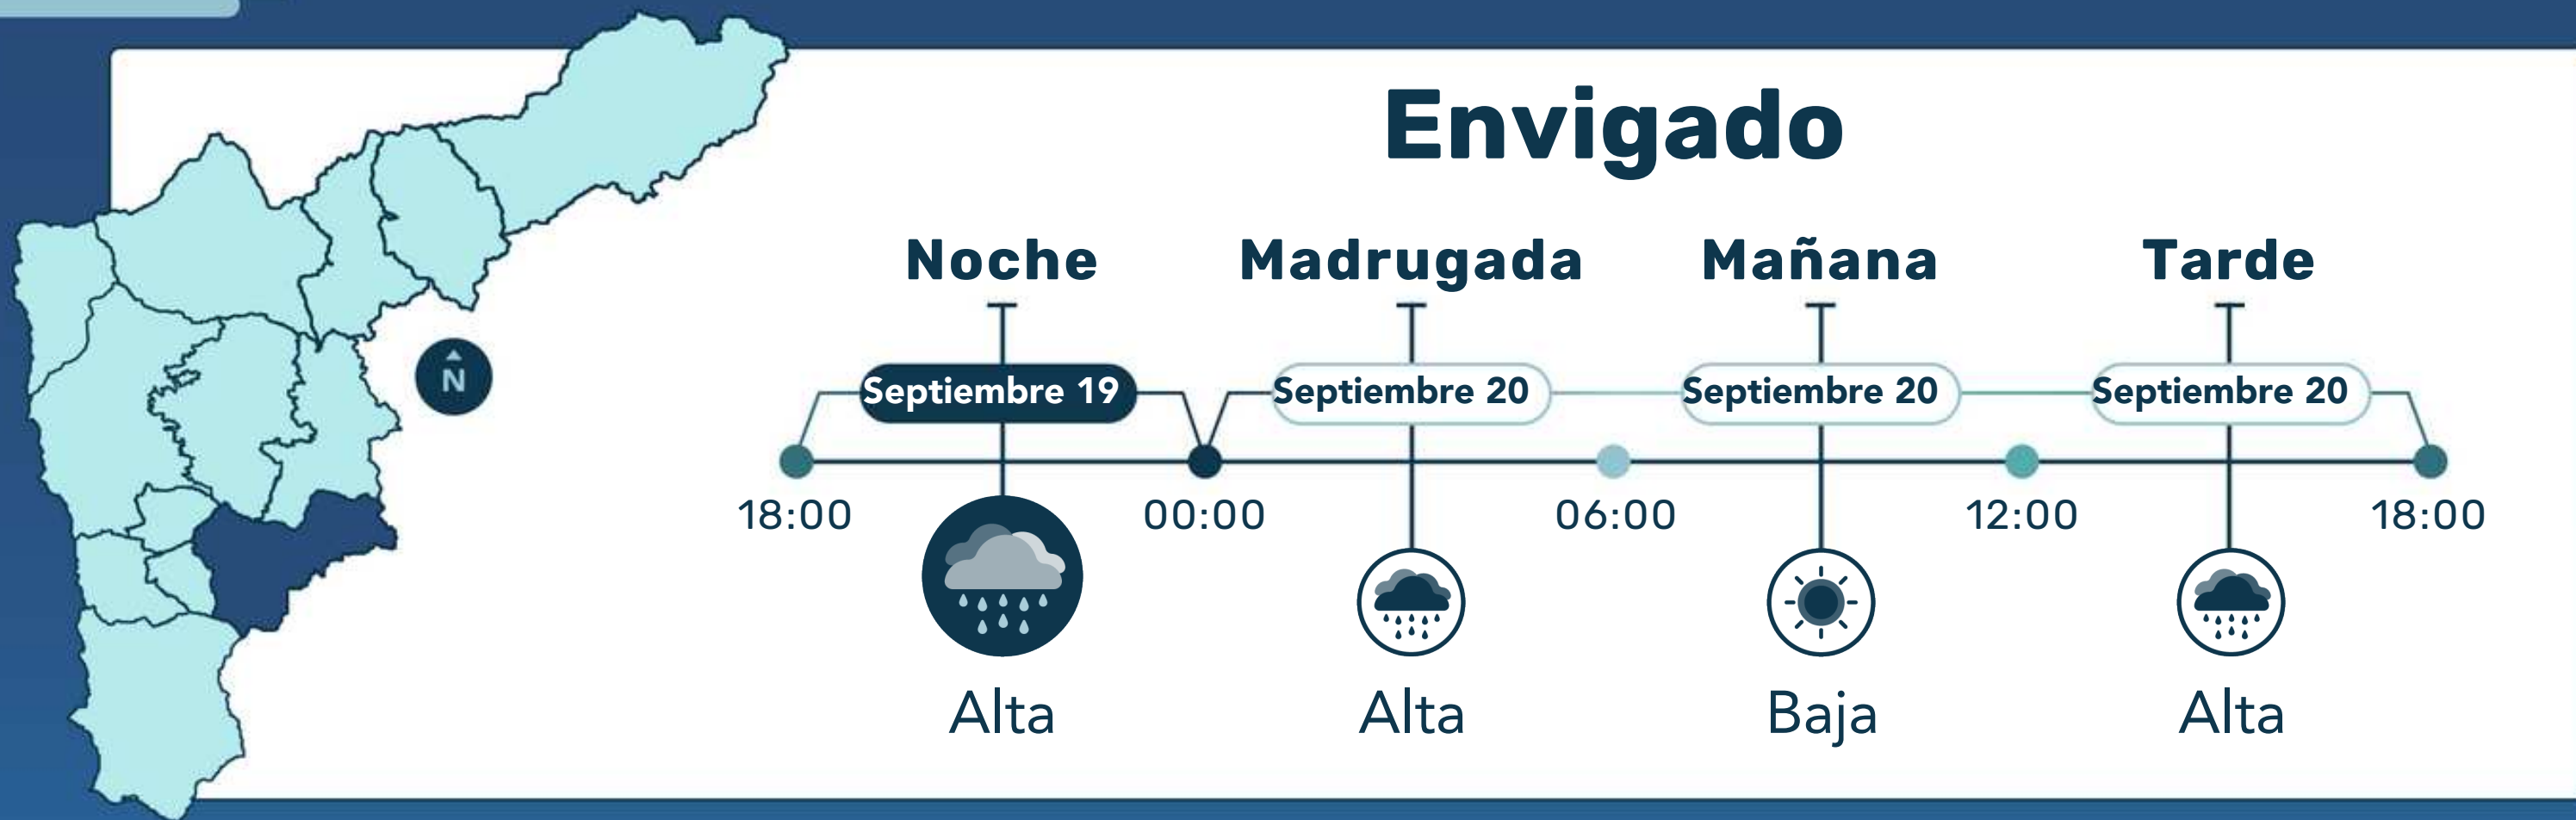 Envigado
Noche Madrugada Mañana Tarde
N
Septiembre 19 Septiembre 20 Septiembre 20 Septiembre 20
18:00 00:00 06:00 12:00 18:00
Alta Alta Baja Alta